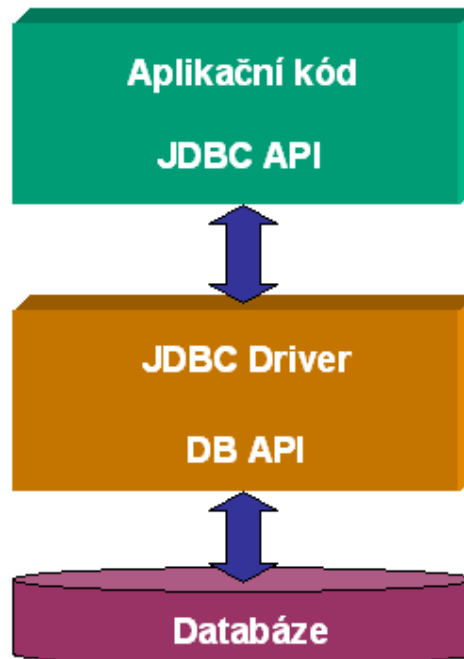 Aplikační kód
JDBC API
JDBC Driver
DB API
Databáze